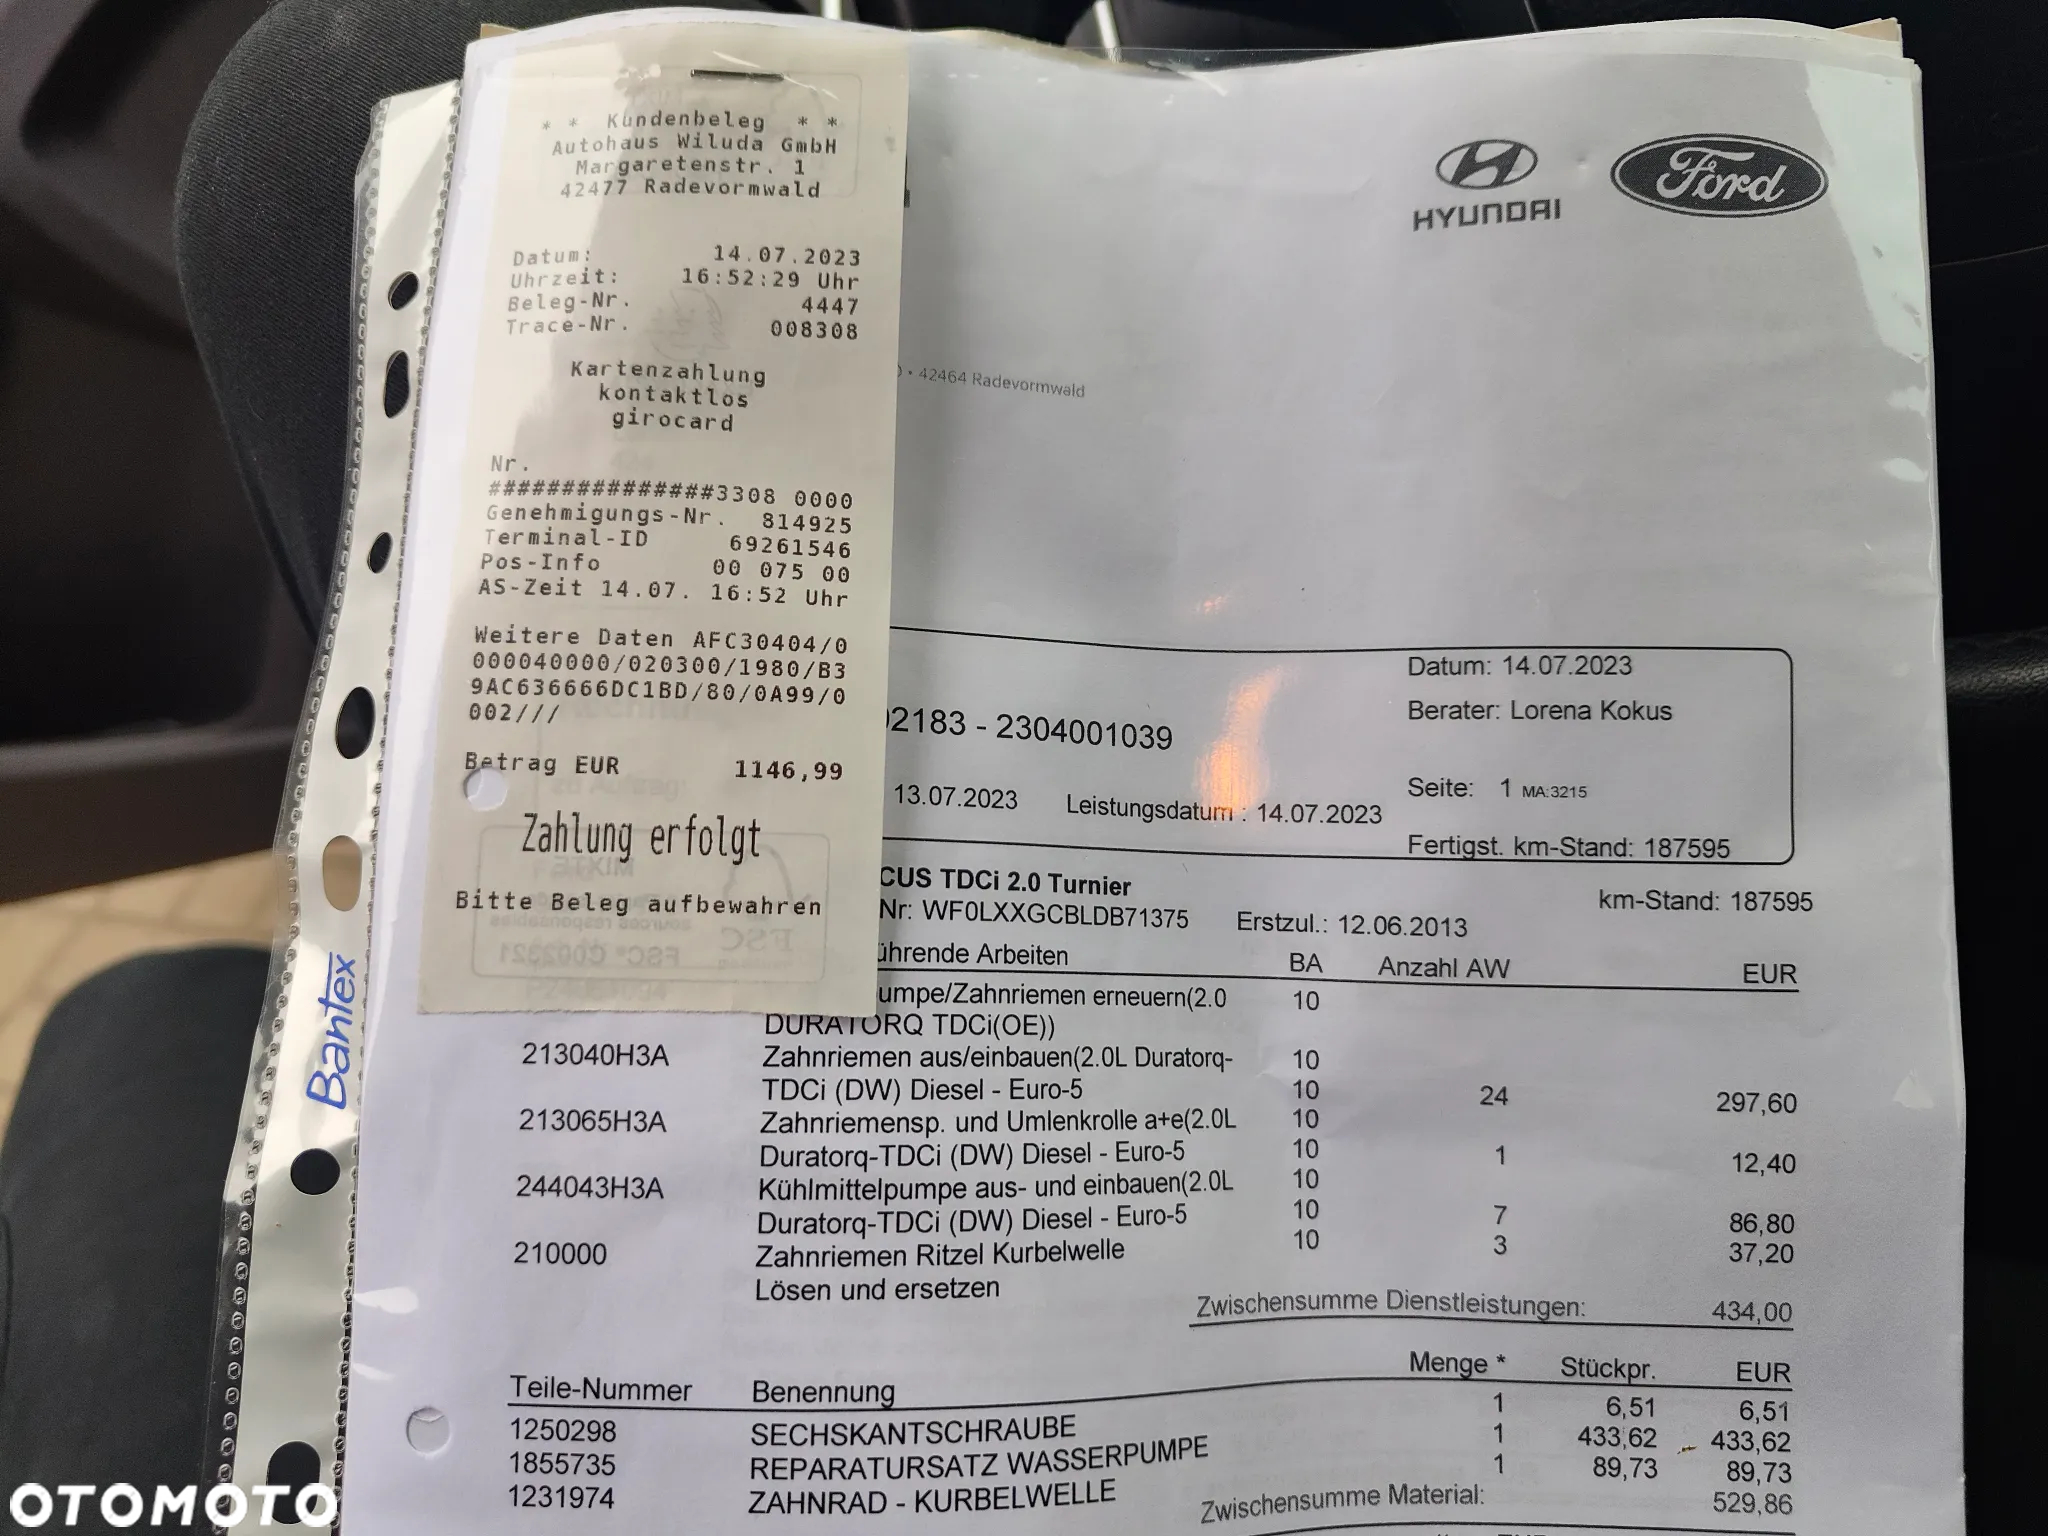 * * Kundenbeleg * *
Autohaus Wiluda GmbH
Margaretenstr. 1
42477 Radevormwald
Datum: 14.07.2023
Uhrzeit: 16:52:29 Uhr
Beleg-Nr. 4447
Trace-Nr. 008308
Kartenzahlung
kontaktlos
girocard
Nr.
###############3308 0000
Genehmigungs-Nr. 814925
Terminal-ID 69261546
Pos-Info 00 075 00
AS-Zeit 14.07. 16:52 Uhr
Weitere Daten AFC30404/0
000040000/020300/1980/B3
9AC636666DC1BD/80/0A99/0
002///
Betrag EUR 1146,99
Zahlung erfolgt
Bitte Beleg aufbewahren
HYUNDAI
Ford
• 42464 Radevormwald
2183 - 2304001039
Datum: 14.07.2023
Berater: Lorena Kokus
Seite: 1 MA:3215
13.07.2023 Leistungsdatum : 14.07.2023
Fertigst. km-Stand: 187595
CUS TDCi 2.0 Turnier
km-Stand: 187595
Nr: WF0LXXGCBLDB71375 Erstzul.: 12.06.2013
ührende Arbeiten BA Anzahl AW EUR
umpe/Zahnriemen erneuern(2.0 10
DURATORQ TDCi(OE))
213040H3A Zahnriemen aus/einbauen(2.0L Duratorq- 10
TDCi (DW) Diesel - Euro-5 10 24 297,60
213065H3A Zahnriemensp. und Umlenkrolle a+e(2.0L 10
Duratorq-TDCi (DW) Diesel - Euro-5 10 1 12,40
244043H3A Kühlmittelpumpe aus- und einbauen(2.0L 10
Duratorq-TDCi (DW) Diesel - Euro-5 10 7 86,80
210000 Zahnriemen Ritzel Kurbelwelle 10 3 37,20
Lösen und ersetzen
Zwischensumme Dienstleistungen: 434,00
Teile-Nummer Benennung Menge * Stückpr. EUR
1250298 SECHSKANTSCHRAUBE 1 6,51 6,51
1855735 REPARATURSATZ WASSERPUMPE 1 433,62 433,62
1231974 ZAHNRAD - KURBELWELLE 1 89,73 89,73
Zwischensumme Material: 529,86
Bantex
OTOMOTO